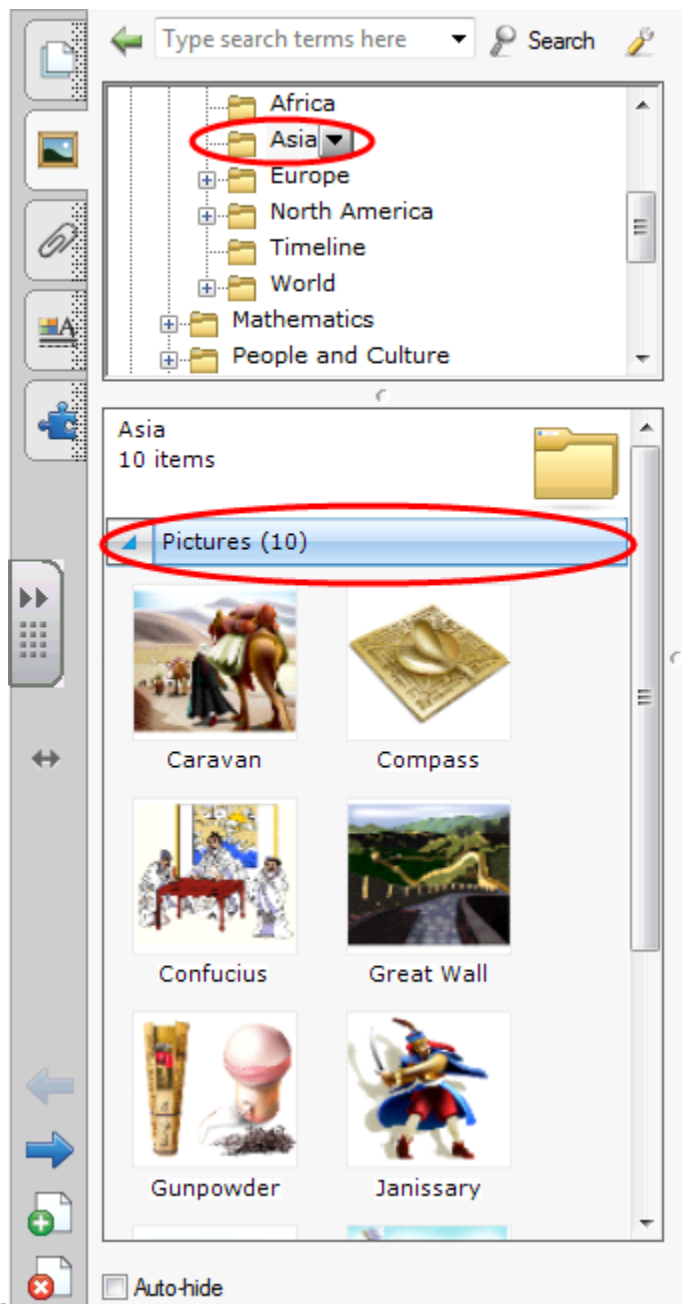 Type search terms here
Search
Africa
Asia
Europe
North America
Timeline
World
Mathematics
People and Culture
Asia
10 items
Pictures (10)
Caravan Compass
Confucius Great Wall
Gunpowder Janissary
Auto-hide